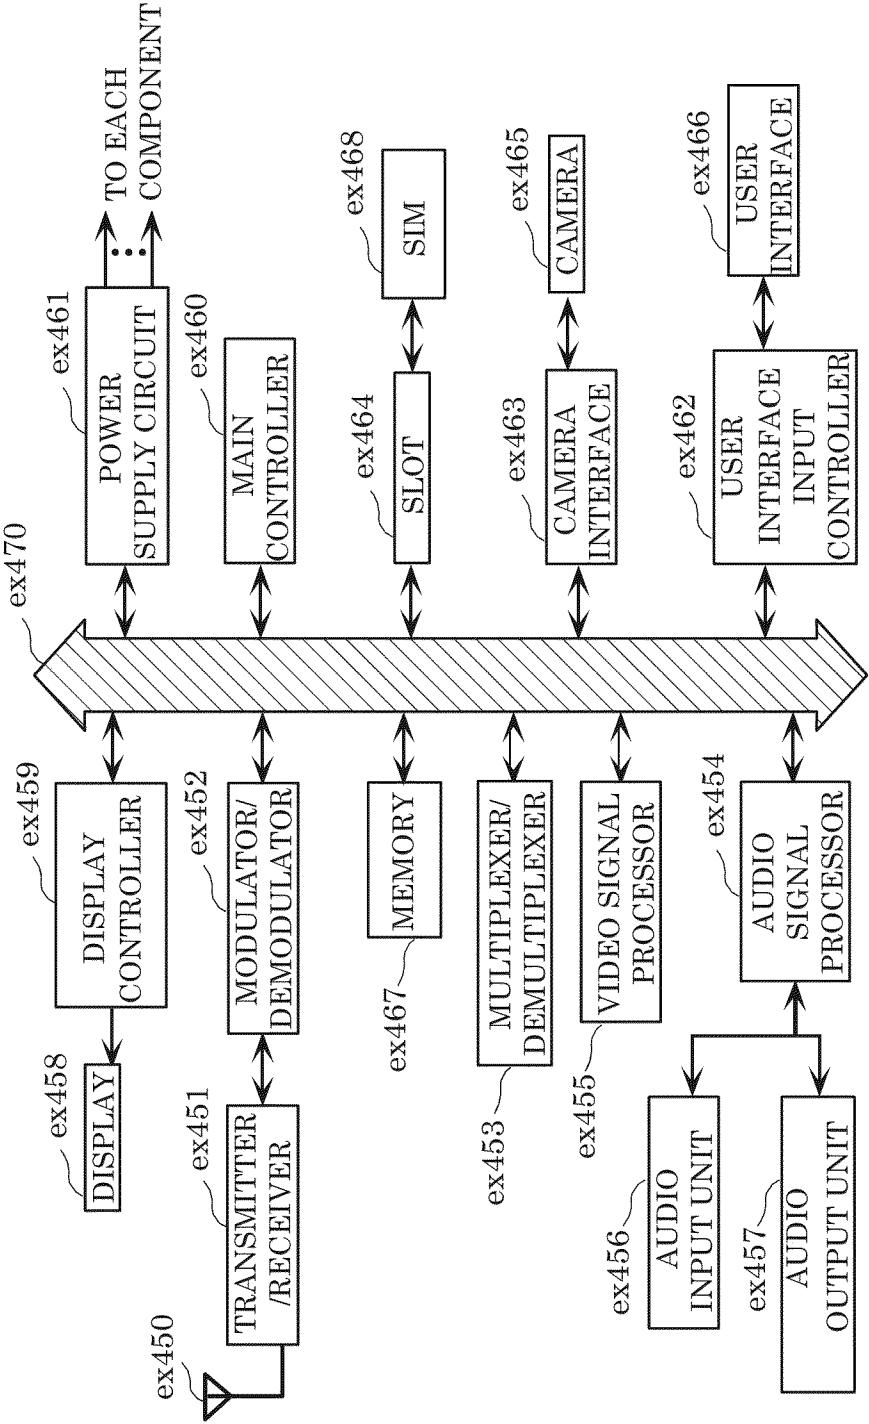 ex450
ex451
TRANSMITTER
/RECEIVER
ex452
MODULATOR/
DEMODULATOR
ex458
DISPLAY
ex459
DISPLAY
CONTROLLER
ex470
ex461
POWER
SUPPLY CIRCUIT
TO EACH
COMPONENT
...
ex460
MAIN
CONTROLLER
MEMORY
ex467
ex464
SLOT
ex468
SIM
MULTIPLEXER/
DEMULTIPLEXER
ex453
VIDEO SIGNAL
PROCESSOR
ex455
ex463
CAMERA
INTERFACE
ex465
CAMERA
ex456
AUDIO
INPUT UNIT
ex457
AUDIO
OUTPUT UNIT
ex454
AUDIO
SIGNAL
PROCESSOR
ex462
USER
INTERFACE
INPUT
CONTROLLER
ex466
USER
INTERFACE